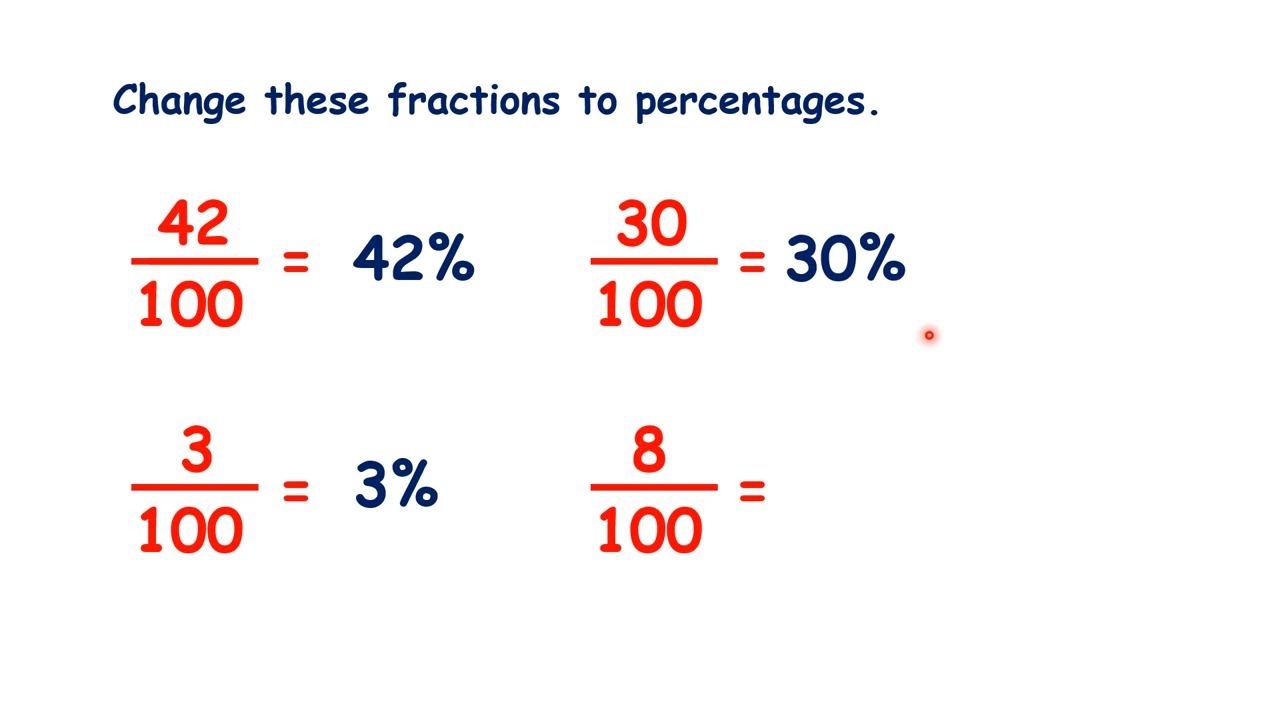 Change these fractions to percentages.
42/100 = 42%
30/100 = 30%
3/100 = 3%
8/100 =